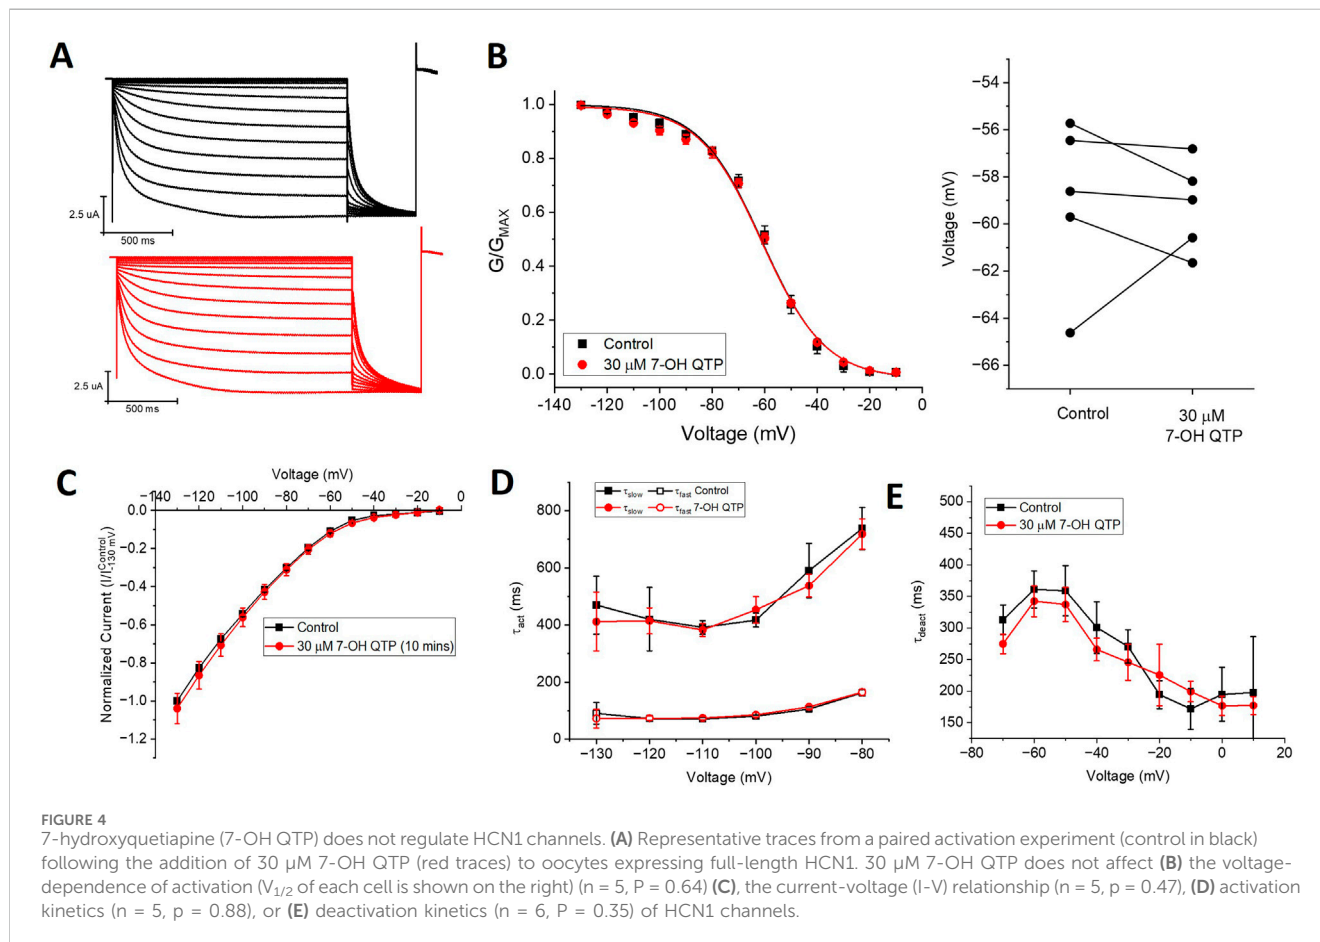 A
2.5 uA
500 ms
2.5 uA
500 ms
B
G/G_MAX
1.0
0.8
0.6
0.4
0.2
0.0
Control
30 μM 7-OH QTP
−140 −120 −100 −80 −60 −40 −20 0
Voltage (mV)
Voltage (mV)
−54
−56
−58
−60
−62
−64
−66
Control
30 μM
7-OH QTP
C
Voltage (mV)
−140 −120 −100 −80 −60 −40 −20 0
Normalized Current (I/I^Control_-130 mV)
0.0
−0.2
−0.4
−0.6
−0.8
−1.0
−1.2
Control
30 μM 7-OH QTP (10 mins)
D
τ_slow τ_fast Control
τ_slow τ_fast 7-OH QTP
τ_act (ms)
800
600
400
200
0
−130 −120 −110 −100 −90 −80
Voltage (mV)
E
Control
30 μM 7-OH QTP
τ_deact (ms)
500
450
400
350
300
250
200
150
−80 −60 −40 −20 0 20
Voltage (mV)
FIGURE 4
7-hydroxyquetiapine (7-OH QTP) does not regulate HCN1 channels. (A) Representative traces from a paired activation experiment (control in black)
following the addition of 30 μM 7-OH QTP (red traces) to oocytes expressing full-length HCN1. 30 μM 7-OH QTP does not affect (B) the voltage-
dependence of activation (V1/2 of each cell is shown on the right) (n = 5, P = 0.64) (C), the current-voltage (I-V) relationship (n = 5, p = 0.47), (D) activation
kinetics (n = 5, p = 0.88), or (E) deactivation kinetics (n = 6, P = 0.35) of HCN1 channels.